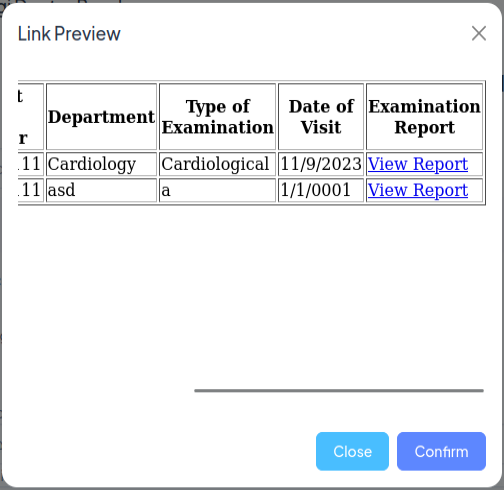 Link Preview
t
r
Department
Type of
Examination
Date of
Visit
Examination
Report
11 Cardiology Cardiological 11/9/2023 View Report
11 asd a 1/1/0001 View Report
Close Confirm